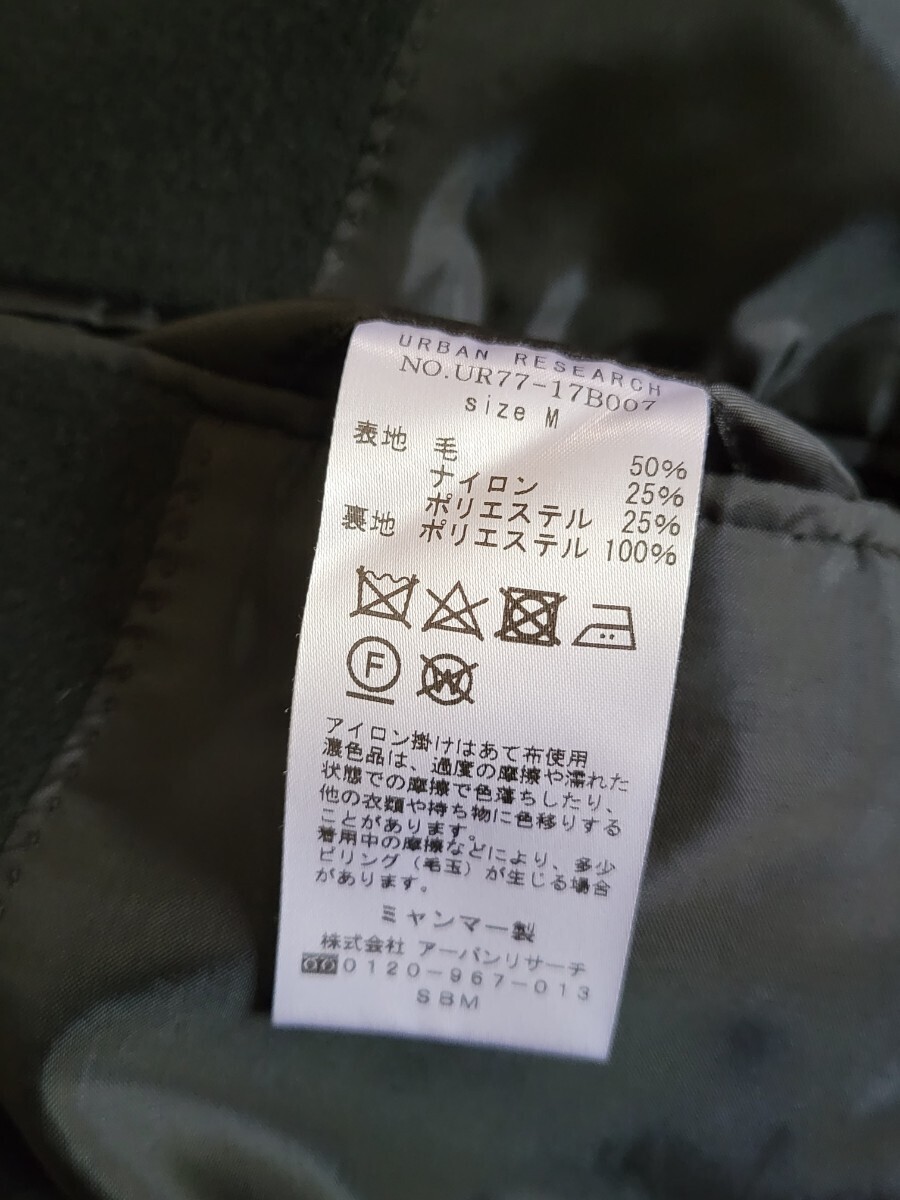 URBAN RESEARCH
NO.UR77-17B007
size M
表地 毛 50%
ナイロン 25%
ポリエステル 25%
裏地 ポリエステル 100%
F W
アイロン掛けはあて布使用
濃色品は、過度の摩擦や濡れた
状態での摩擦で色落ちしたり、
他の衣類や持ち物に色移りする
ことがあります。
着用中の摩擦などにより、多少
ピリング（毛玉）が生じる場合
があります。
ミャンマー製
株式会社 アーバンリサーチ
0120-967-013
SBM